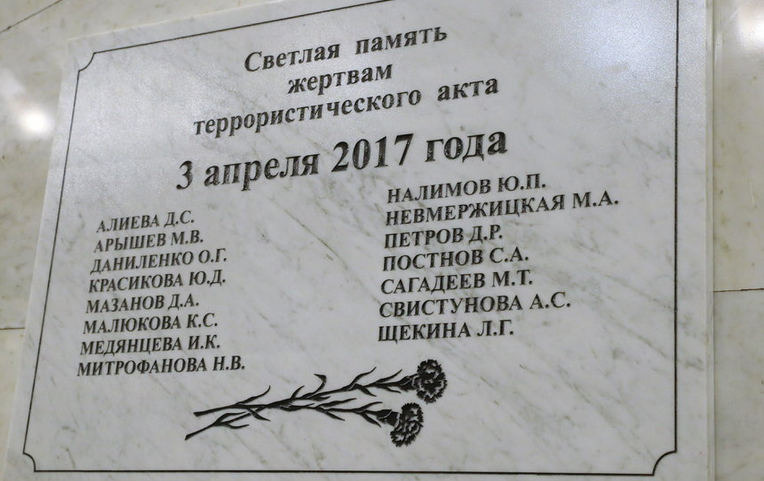 Светлая память
жертвам
террористического акта
3 апреля 2017 года
АЛИЕВА Д.С.
АРЫШЕВ М.В.
ДАНИЛЕНКО О.Г.
КРАСИКОВА Ю.Д.
МАЗАНОВ Д.А.
МАЛЮКОВА К.С.
МЕДЯНЦЕВА И.К.
МИТРОФАНОВА Н.В.
НАЛИМОВ Ю.П.
НЕВМЕРЖИЦКАЯ М.А.
ПЕТРОВ Д.Р.
ПОСТНОВ С.А.
САГАДЕЕВ М.Т.
СВИСТУНОВА А.С.
ЩЕКИНА Л.Г.